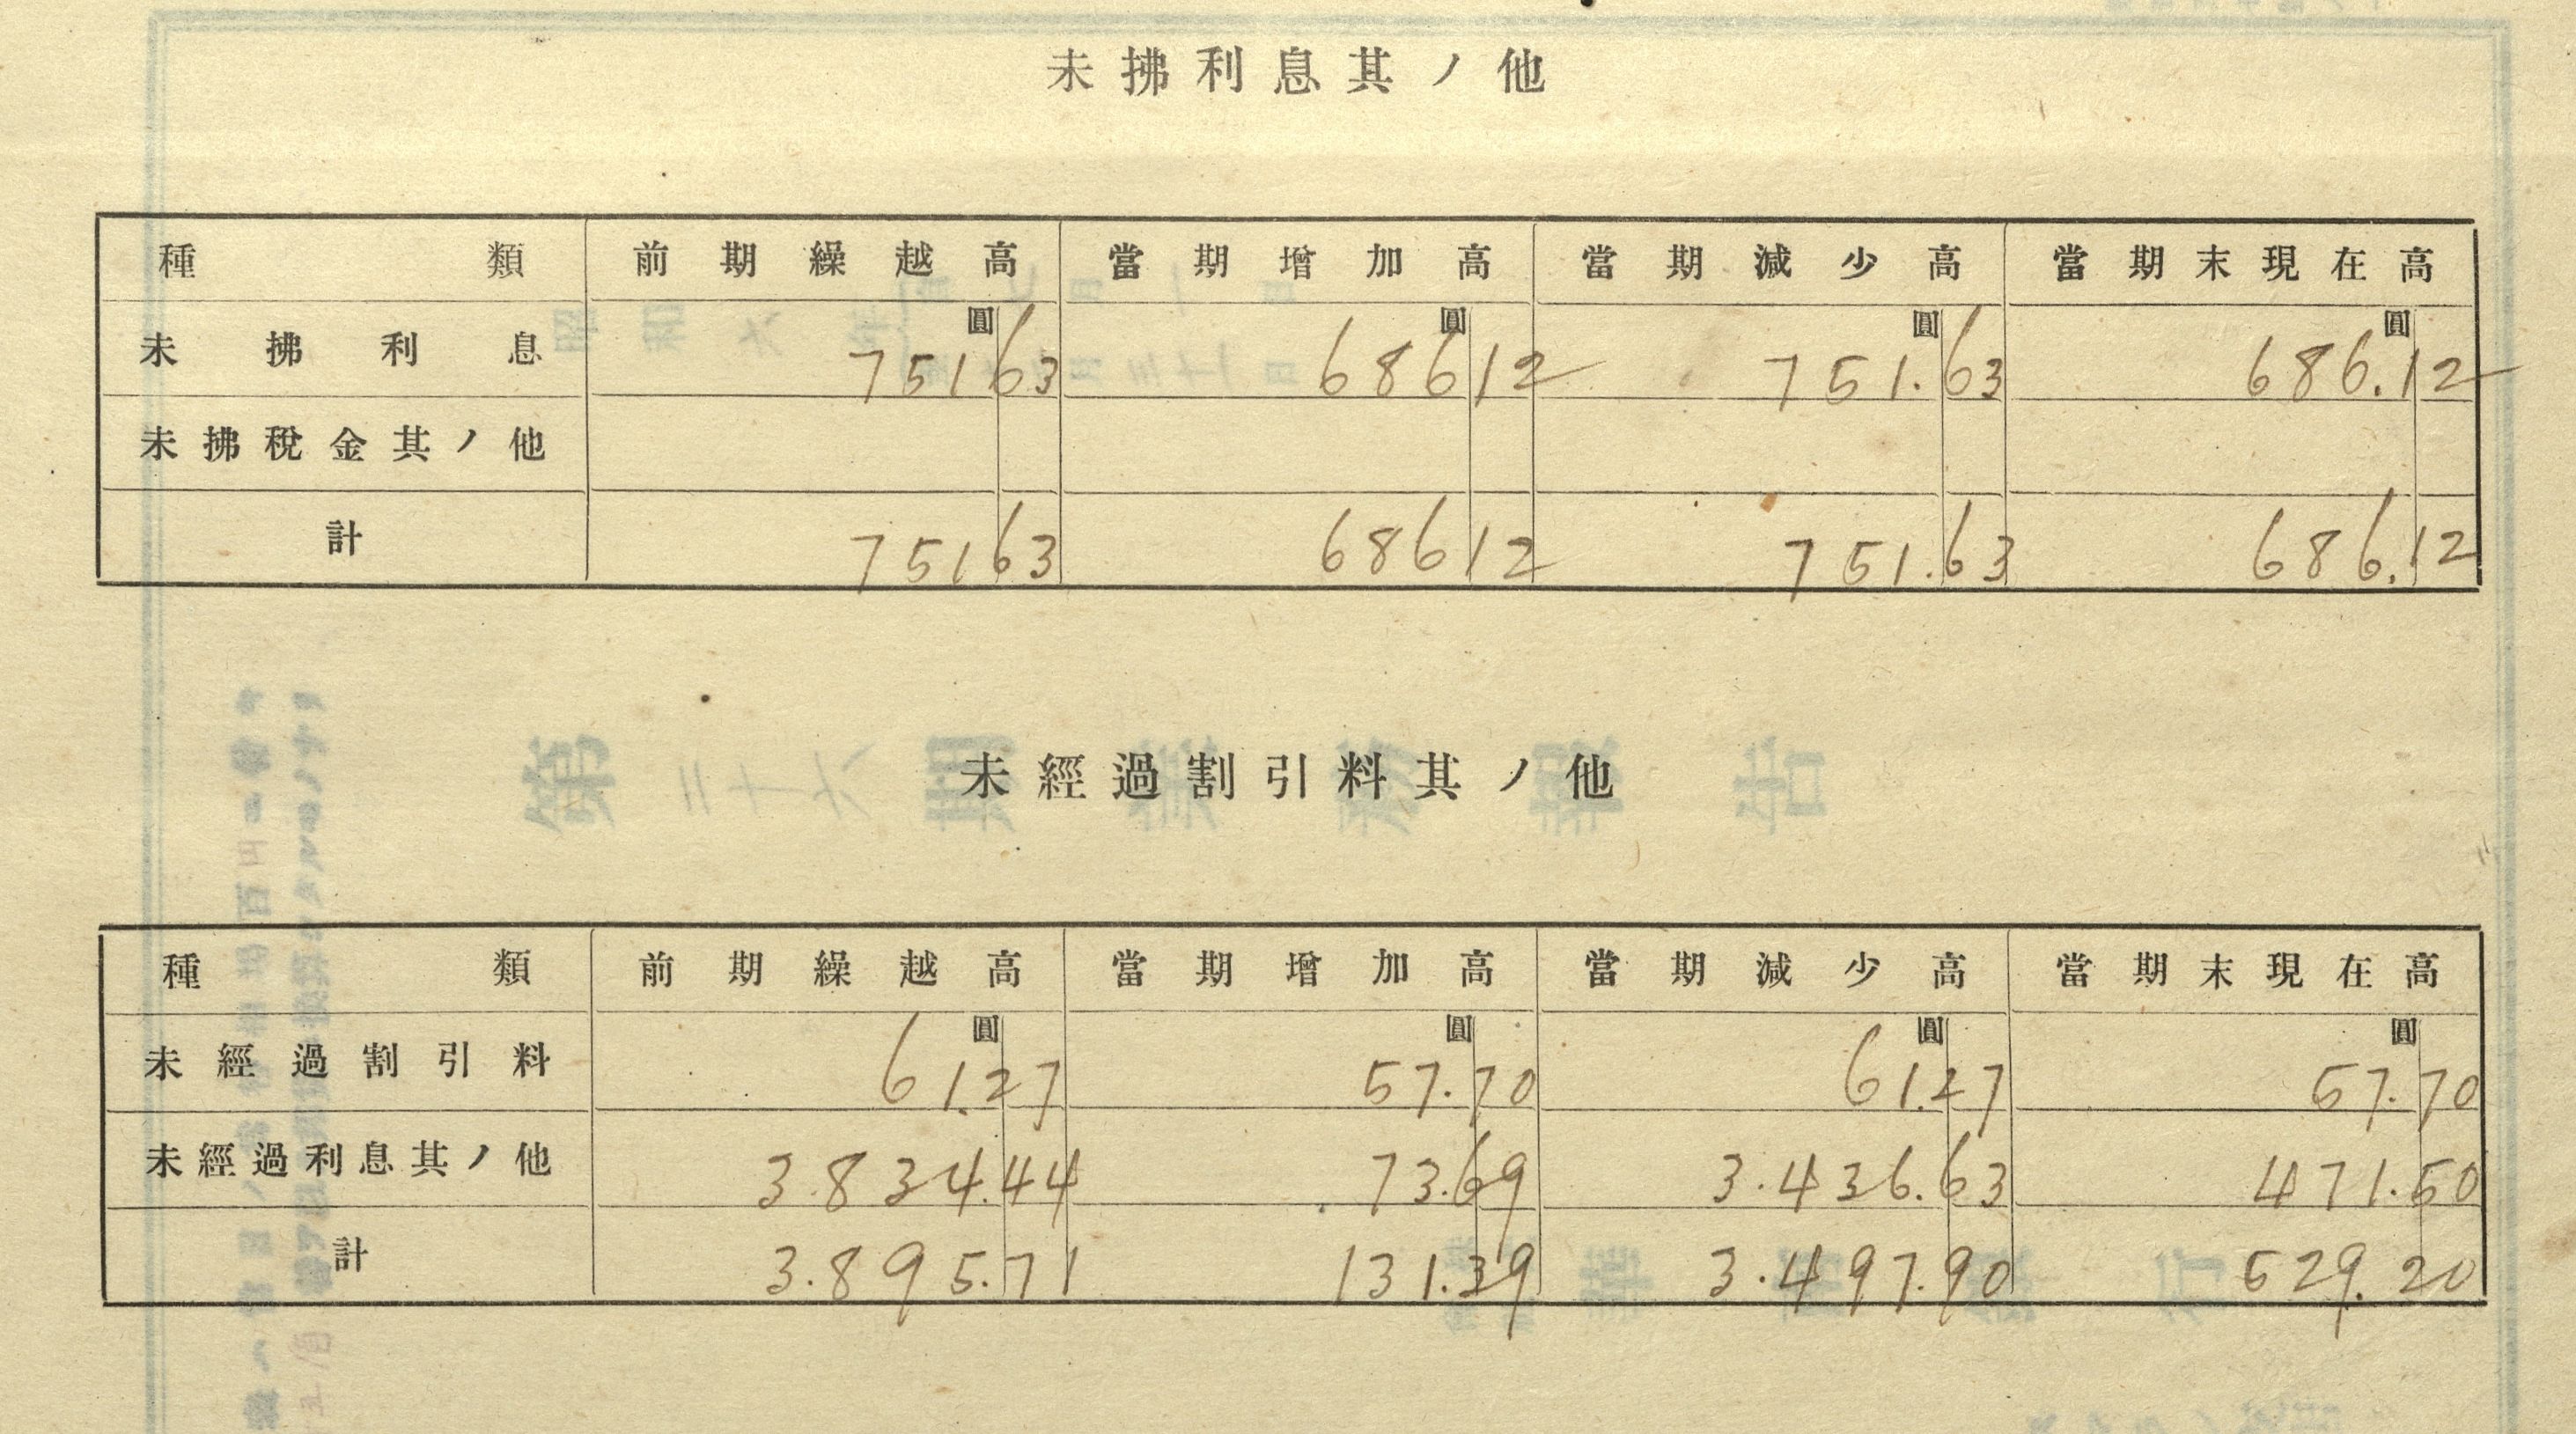 未拂利息其ノ他
種類 前期繰越高 當期增加高 當期減少高 當期末現在高
圓 圓 圓 圓
未拂利息 751 63 686 12 751.63 686.12
未拂稅金其ノ他
計 751 63 686 12 751.63 686.12
未經過割引料其ノ他
種類 前期繰越高 當期增加高 當期減少高 當期末現在高
圓 圓 圓 圓
未經過割引料 61.27 57.70 61.27 57.70
未經過利息其ノ他 3.834.44 73.69 3.436.63 471.50
計 3.895.71 131.39 3.497.90 529.20